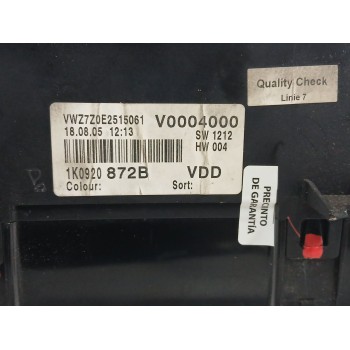 Quality Check
Linie 7
VWZ7Z0E2515061 V0004000
18.08.05 12:13 SW 1212
HW 004
1K0920 872B VDD
Colour: Sort:
PRECINTO
DE GARANTÍA